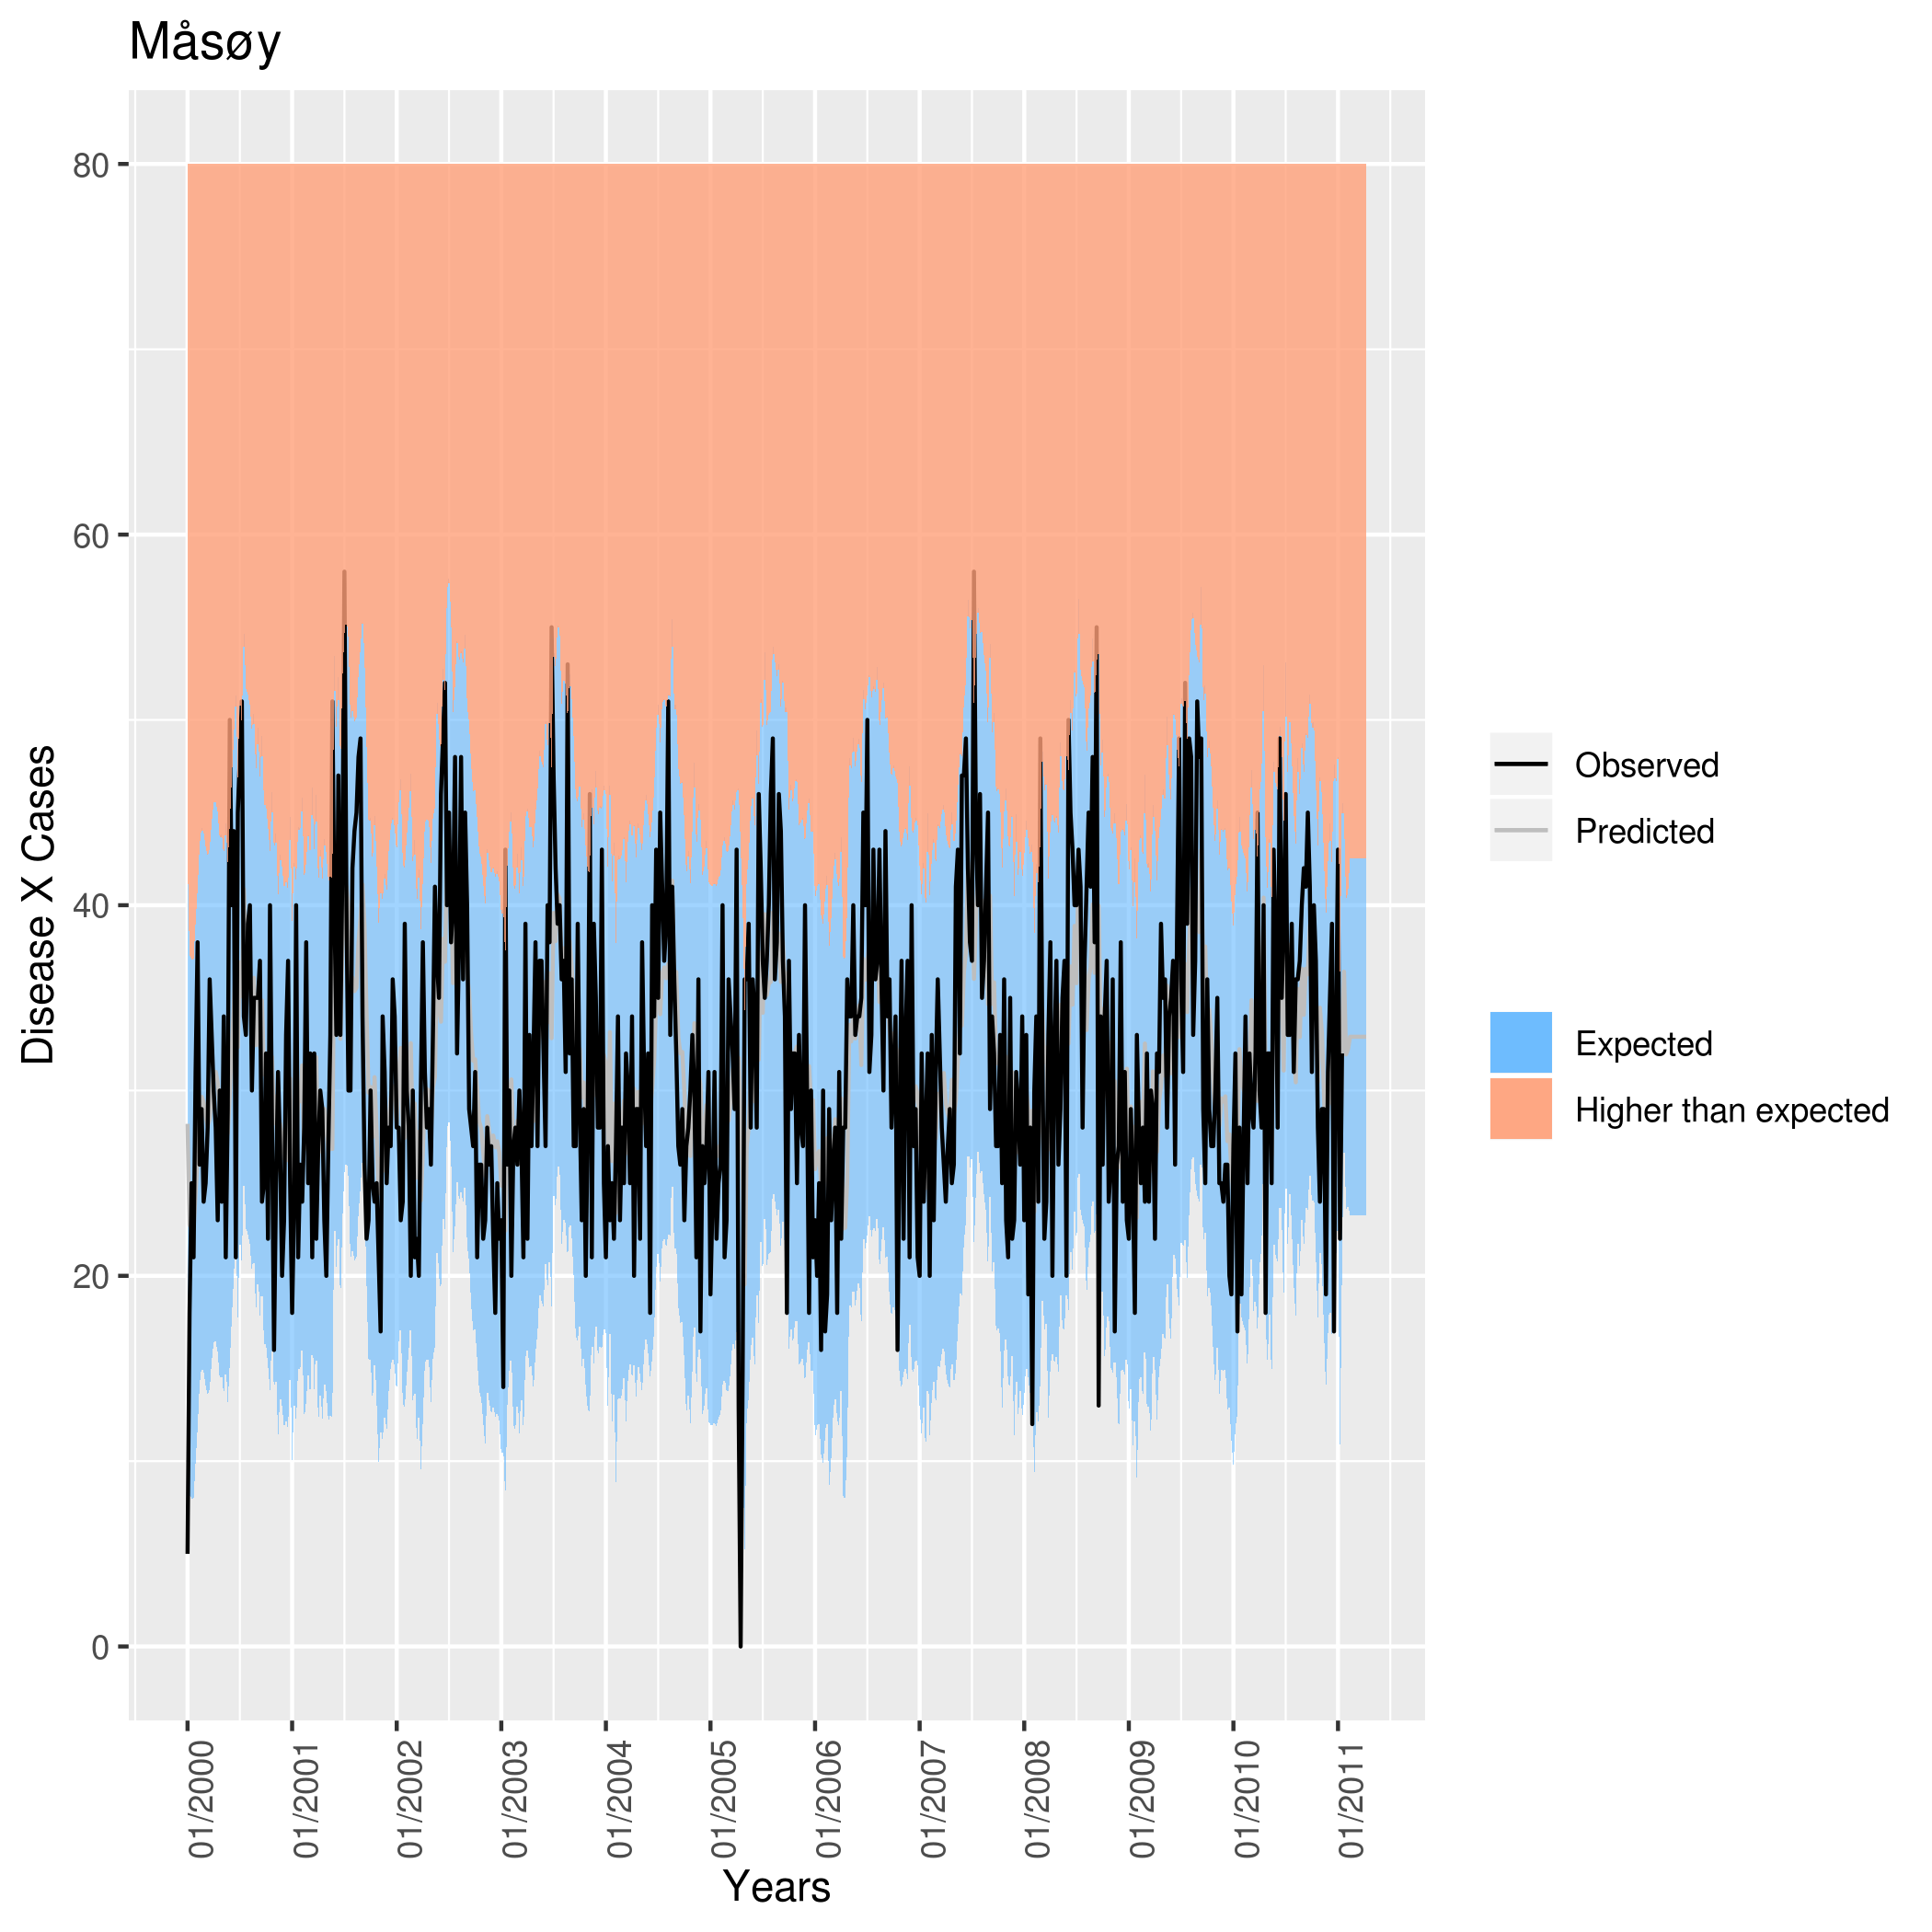 Måsøy
Disease X Cases
80
60
40
20
0
01/2000
01/2001
01/2002
01/2003
01/2004
01/2005
01/2006
01/2007
01/2008
01/2009
01/2010
01/2011
Years
Observed
Predicted
Expected
Higher than expected